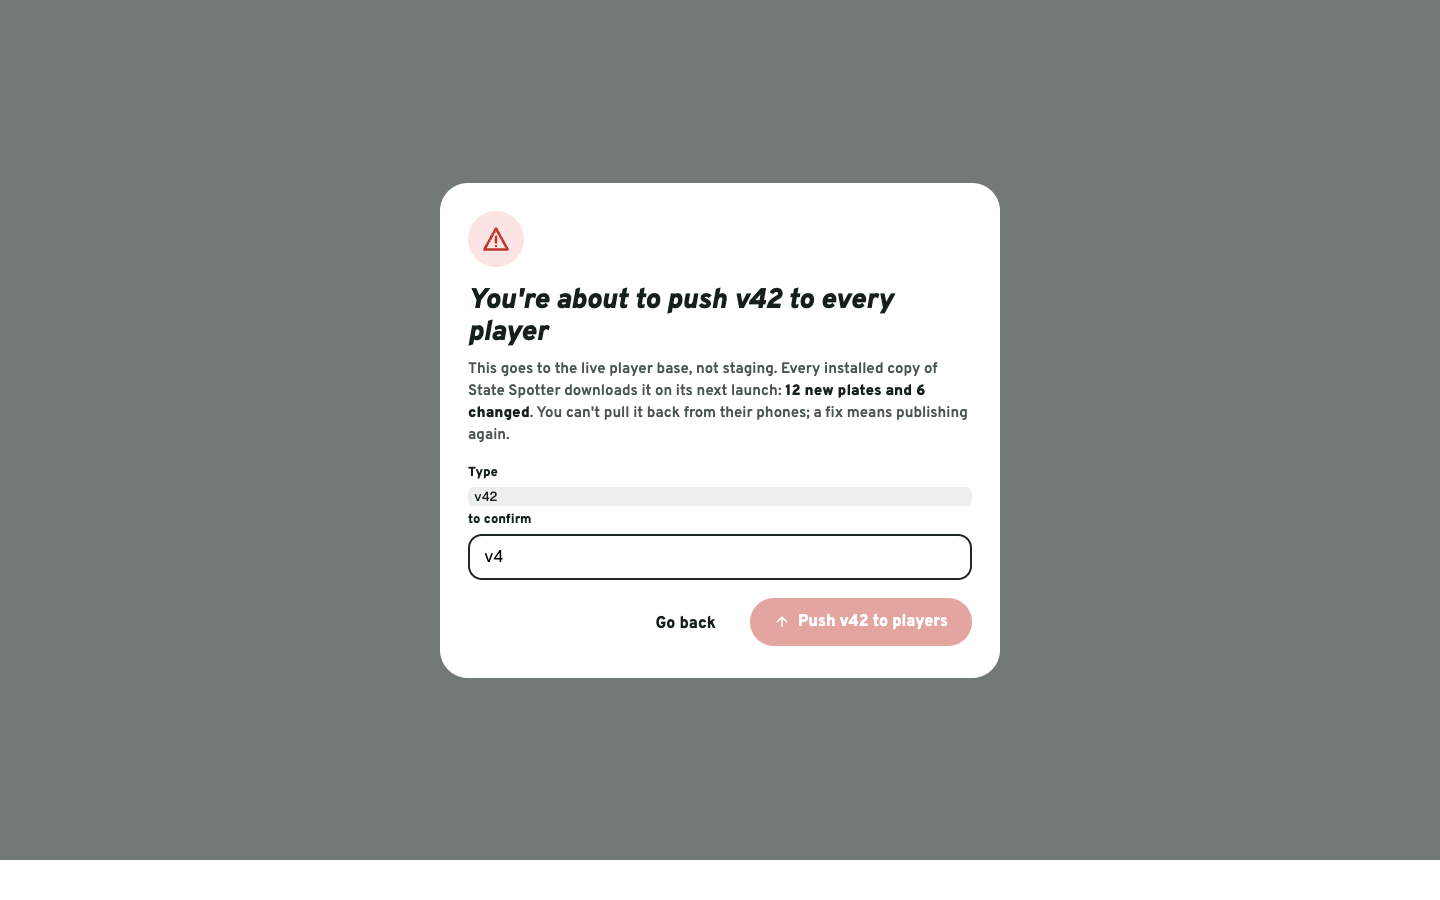 You're about to push v42 to every
player
This goes to the live player base, not staging. Every installed copy of
State Spotter downloads it on its next launch: 12 new plates and 6
changed. You can't pull it back from their phones; a fix means publishing
again.
Type
v42
to confirm
v4
Go back
Push v42 to players